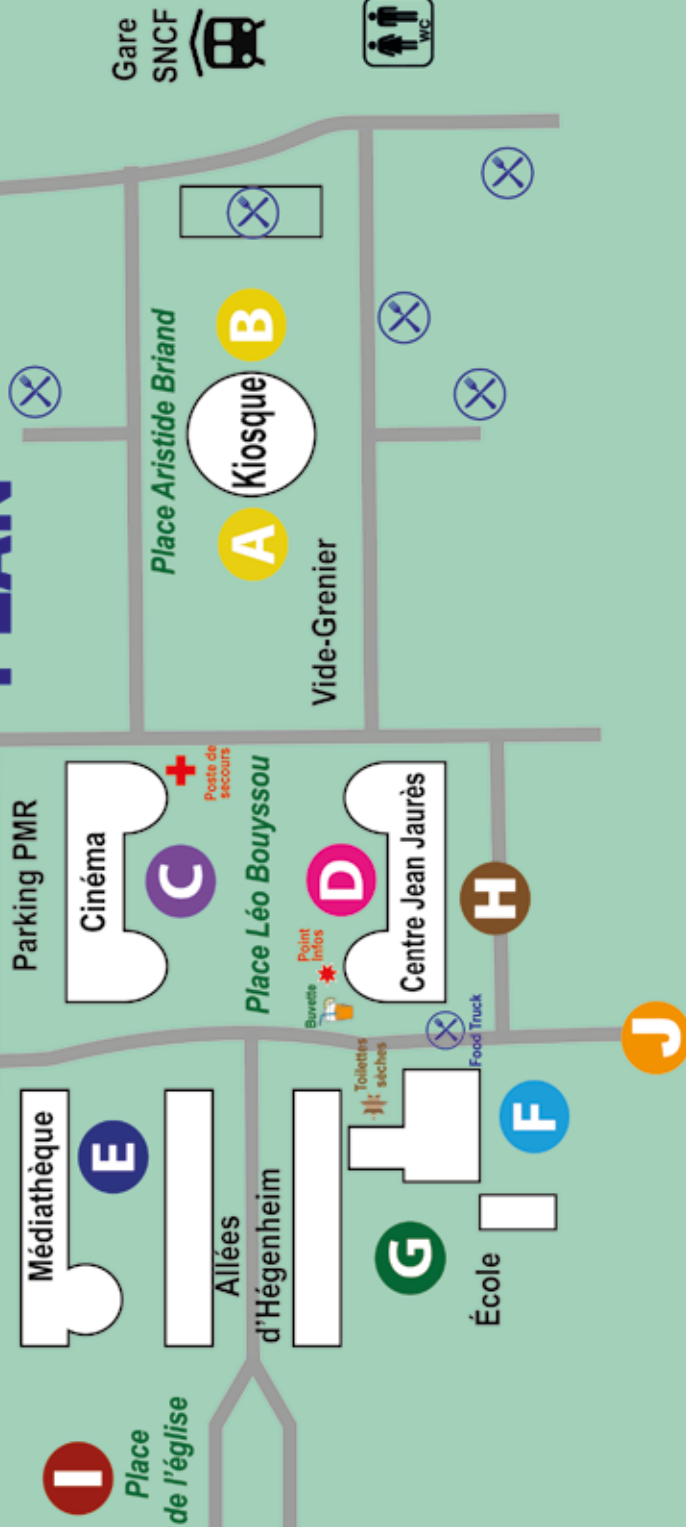 Parking PMR
Médiathèque
Cinéma
I
E
Place
de l'église
C
Poste de
secours
Place Aristide Briand
Gare
SNCF
Allées
d'Hégenheim
Place Léo Bouyssou
A
Kiosque
B
Buvette
Point
Infos
D
Vide-Grenier
Toilettes
sèches
Centre Jean Jaurès
WC
G
École
Food Truck
F
H
J